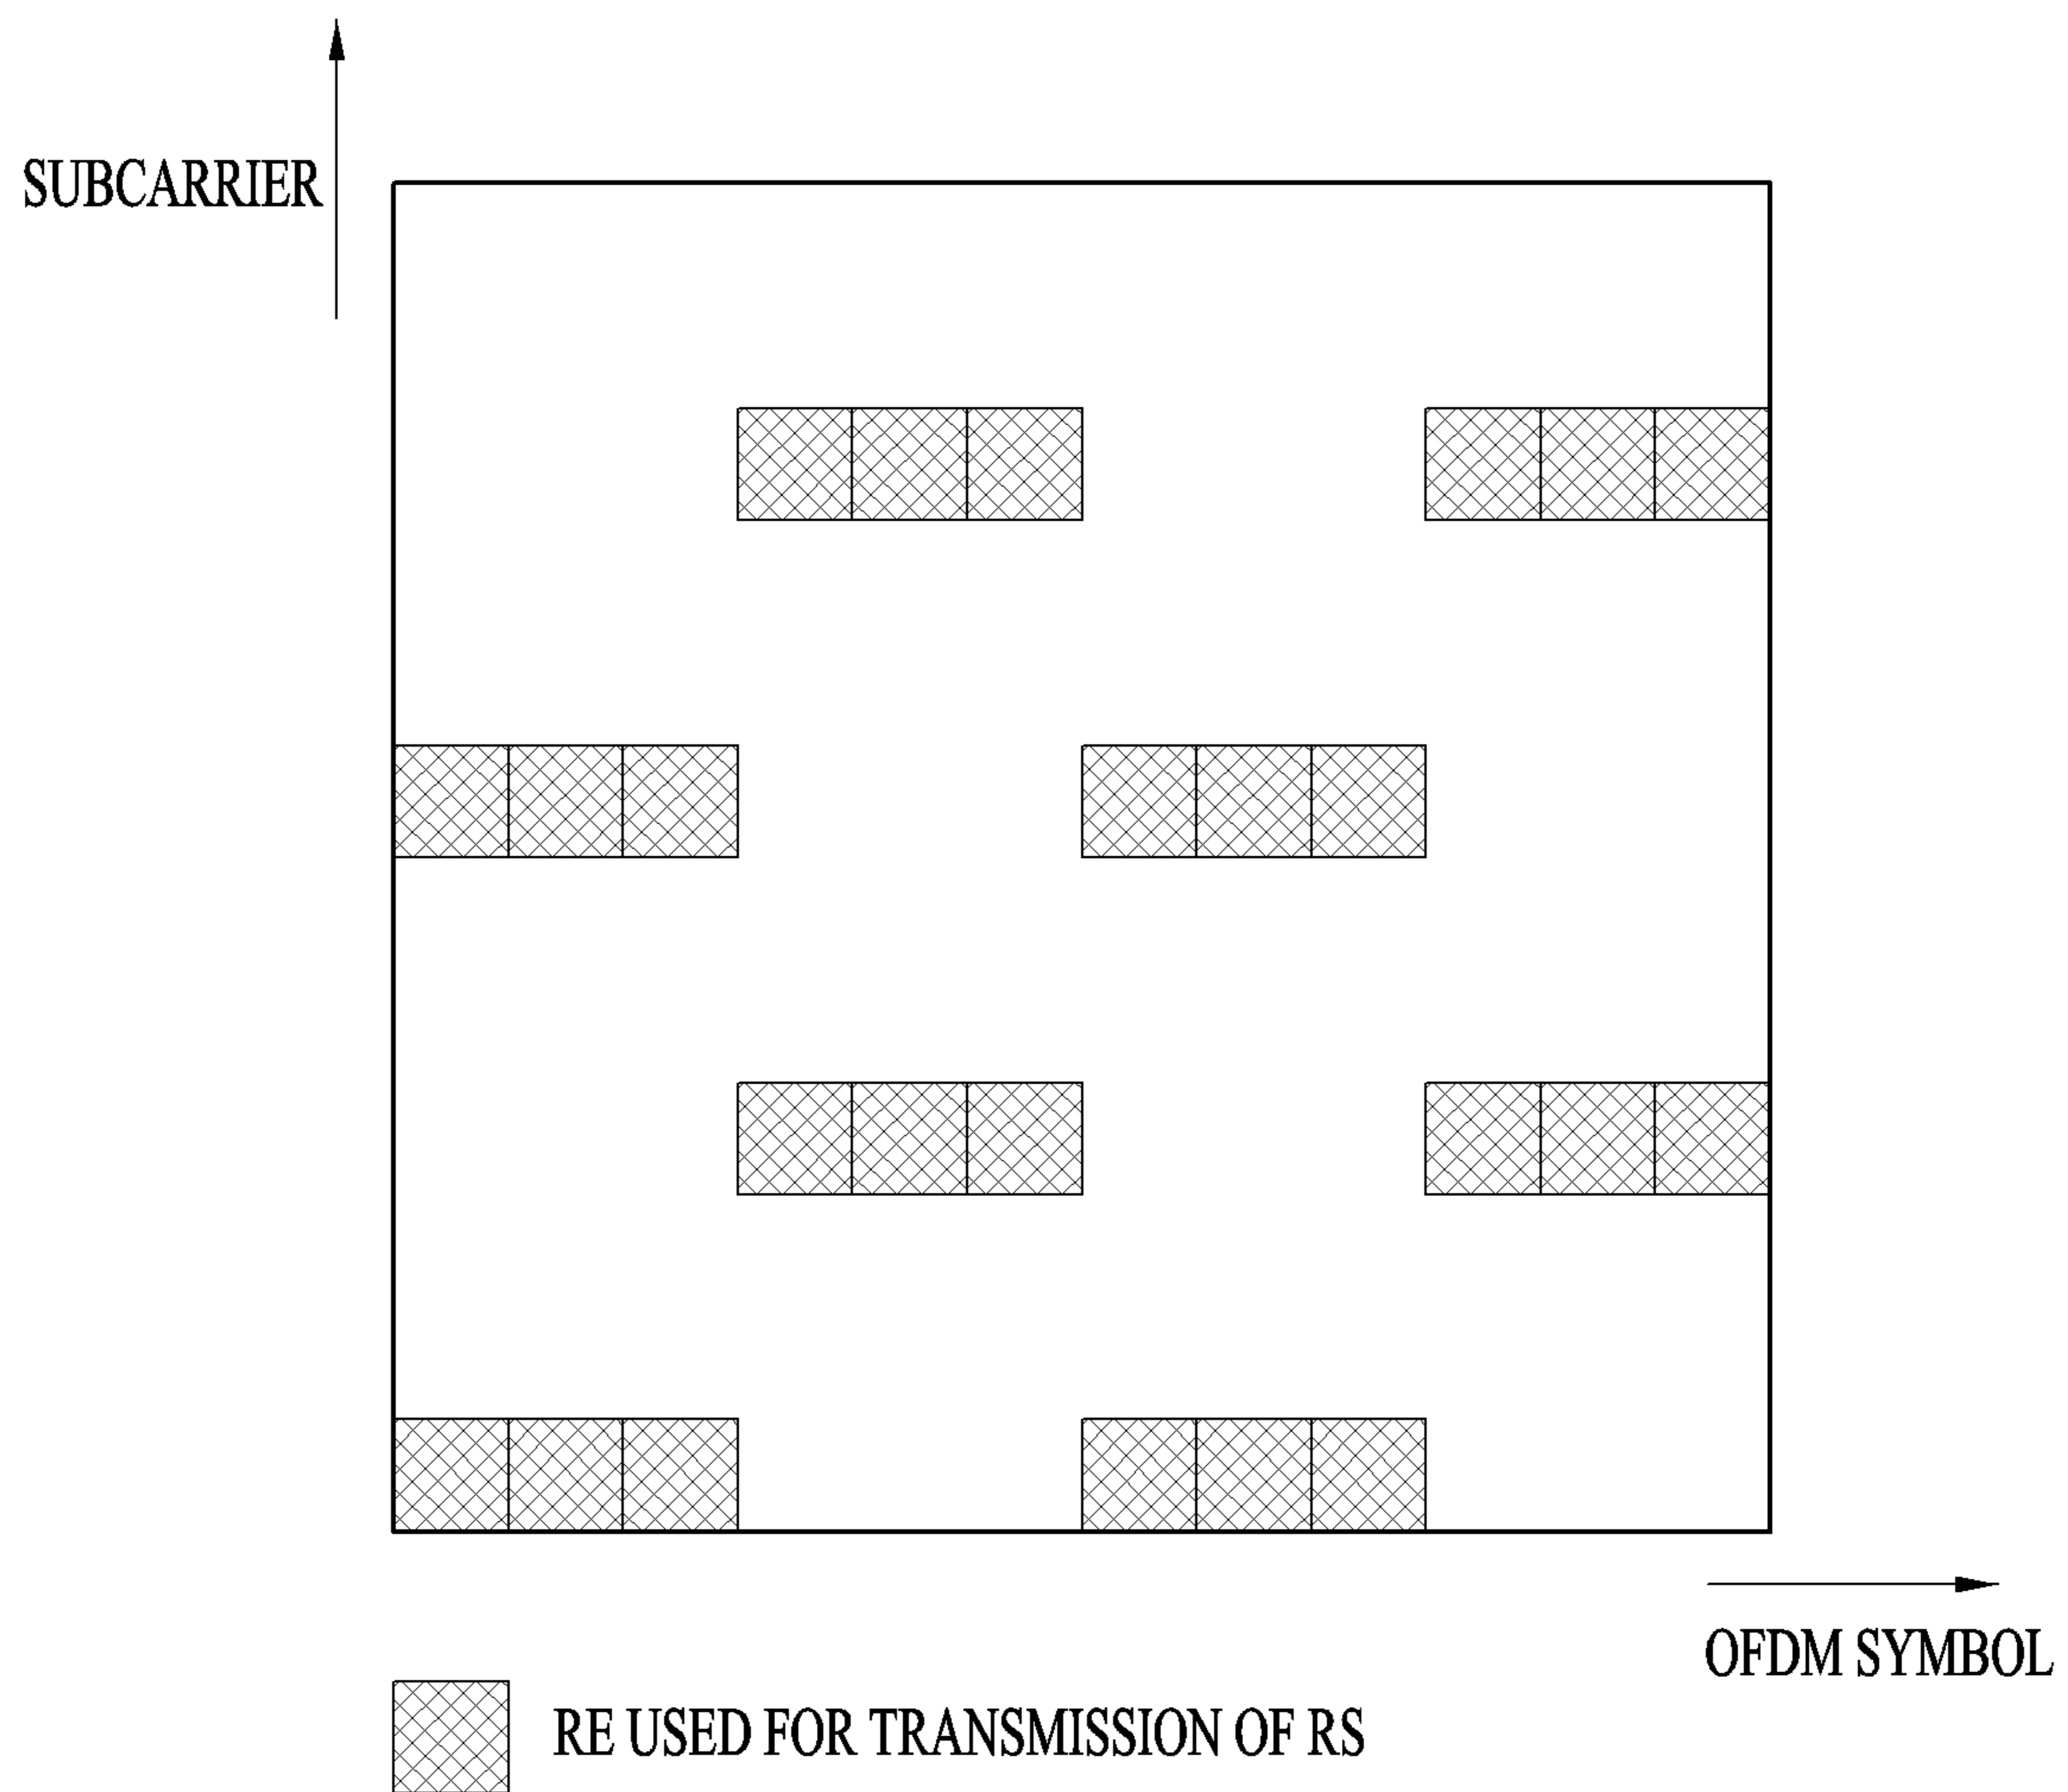 SUBCARRIER
OFDM SYMBOL
RE USED FOR TRANSMISSION OF RS